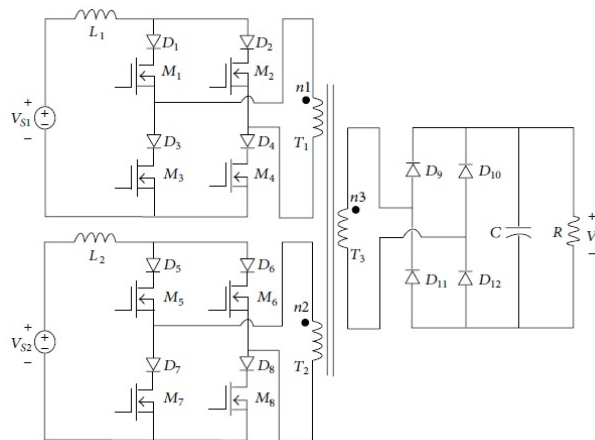 L1
D1
D2
M1
M2
n1
+
VS1
−
T1
D3
D4
M3
M4
n3
T3
D9
D10
C
R
+
V
−
D11
D12
L2
D5
D6
M5
M6
n2
+
VS2
−
T2
D7
D8
M7
M8